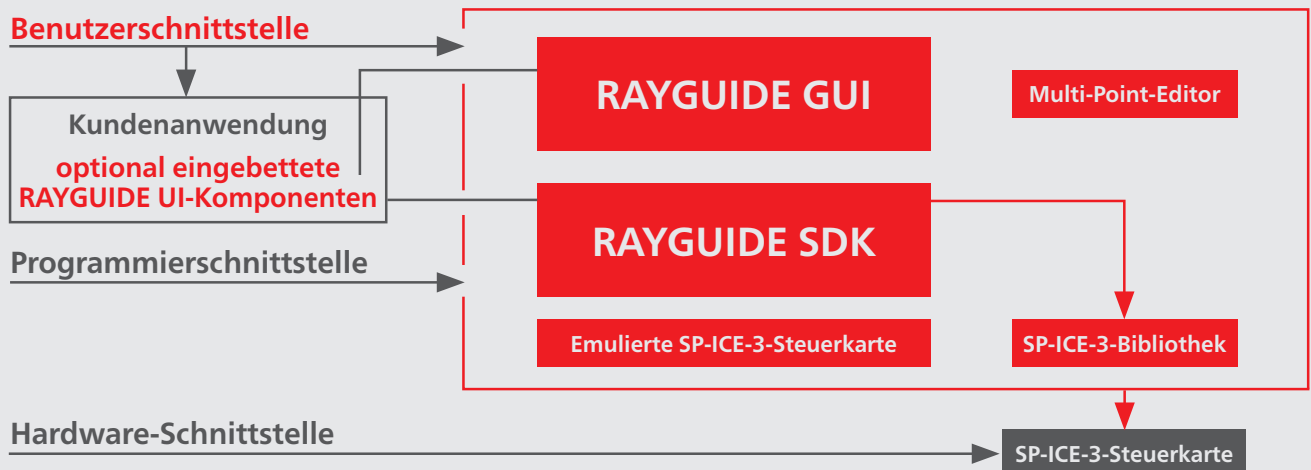 Benutzerschnittstelle
RAYGUIDE GUI
Multi-Point-Editor
Kundenanwendung
optional eingebettete
RAYGUIDE UI-Komponenten
RAYGUIDE SDK
Programmierschnittstelle
Emulierte SP-ICE-3-Steuerkarte
SP-ICE-3-Bibliothek
Hardware-Schnittstelle
SP-ICE-3-Steuerkarte